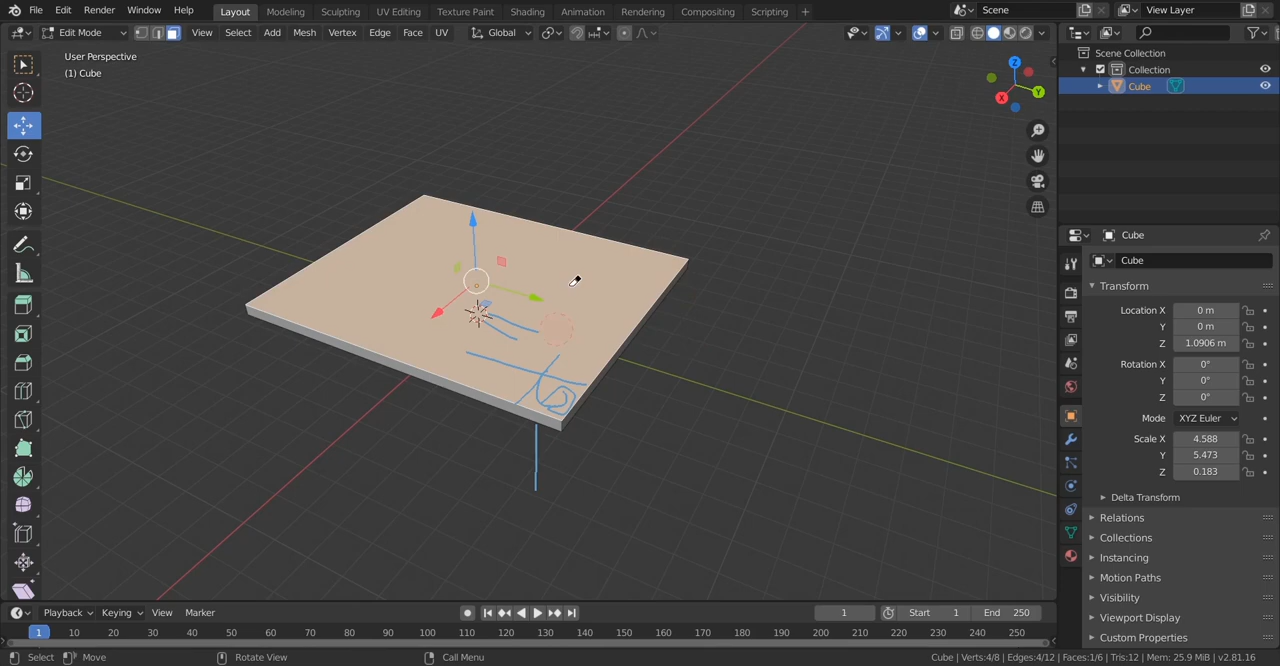 File Edit Render Window Help Layout Modeling Sculpting UV Editing Texture Paint Shading Animation Rendering Compositing Scripting + Scene View Layer
Edit Mode View Select Add Mesh Vertex Edge Face UV Global
User Perspective
(1) Cube
Z
X
Y
Scene Collection
Collection
Cube
Cube
Cube
Transform
Location X 0 m
Y 0 m
Z 1.0906 m
Rotation X 0°
Y 0°
Z 0°
Mode XYZ Euler
Scale X 4.588
Y 5.473
Z 0.183
Delta Transform
Relations
Collections
Instancing
Motion Paths
Visibility
Viewport Display
Custom Properties
Playback Keying View Marker 1 Start 1 End 250
1 10 20 30 40 50 60 70 80 90 100 110 120 130 140 150 160 170 180 190 200 210 220 230 240 250
Select Move Rotate View Call Menu Cube | Verts:4/8 | Edges:4/12 | Faces:1/6 | Tris:12 | Mem: 25.9 MiB | v2.81.16